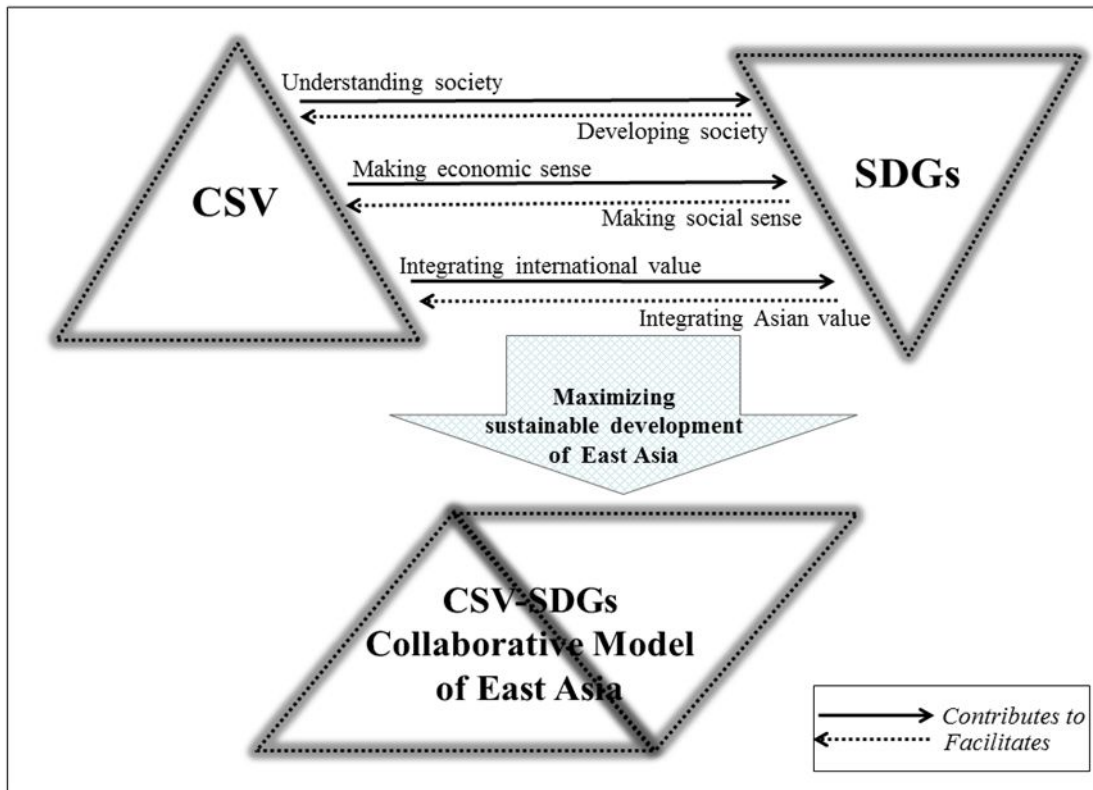 Understanding society
Developing society
CSV
SDGs
Making economic sense
Making social sense
Integrating international value
Integrating Asian value
Maximizing
sustainable development
of East Asia
CSV-SDGs
Collaborative Model
of East Asia
Contributes to
Facilitates